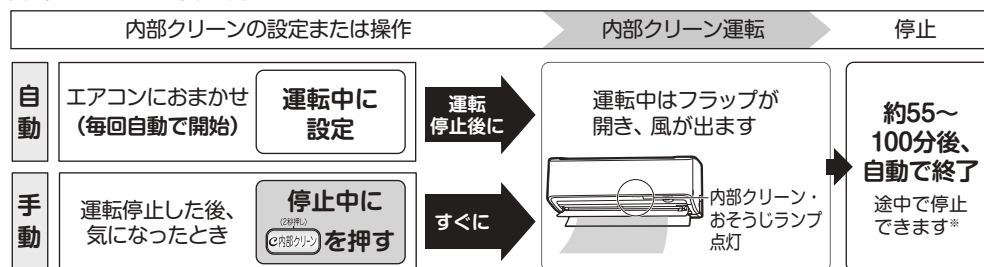 内部クリーンの設定または操作
内部クリーン運転
停止
自動
エアコンにおまかせ
(毎回自動で開始)
運転中に
設定
運転
停止後に
手動
運転停止した後、
気になったとき
停止中に
(2秒押し)
内部クリーン を押す
すぐに
運転中はフラップが
開き、風が出ます
内部クリーン・
おそうじランプ
点灯
約55〜
100分後、
自動で終了
途中で停止
できます※